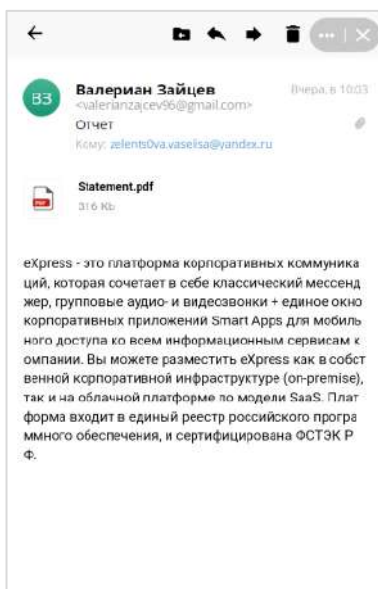 ВЗ
Валериан Зайцев
Вчера, в 10:03
<valerianzajcev96@gmail.com>
Отчет
Кому: zelents0va.vaselisa@yandex.ru
Statement.pdf
PDF
316 Kb
eXpress - это платформа корпоративных коммуника
ций, которая сочетает в себе классический мессенд
жер, групповые аудио- и видеозвонки + единое окно
корпоративных приложений Smart Apps для мобиль
ного доступа ко всем информационным сервисам к
омпании. Вы можете разместить eXpress как в собст
венной корпоративной инфраструктуре (on-premise),
так и на облачной платформе по модели SaaS. Плат
форма входит в единый реестр российского програ
ммного обеспечения, и сертифицирована ФСТЭК Р
Ф.